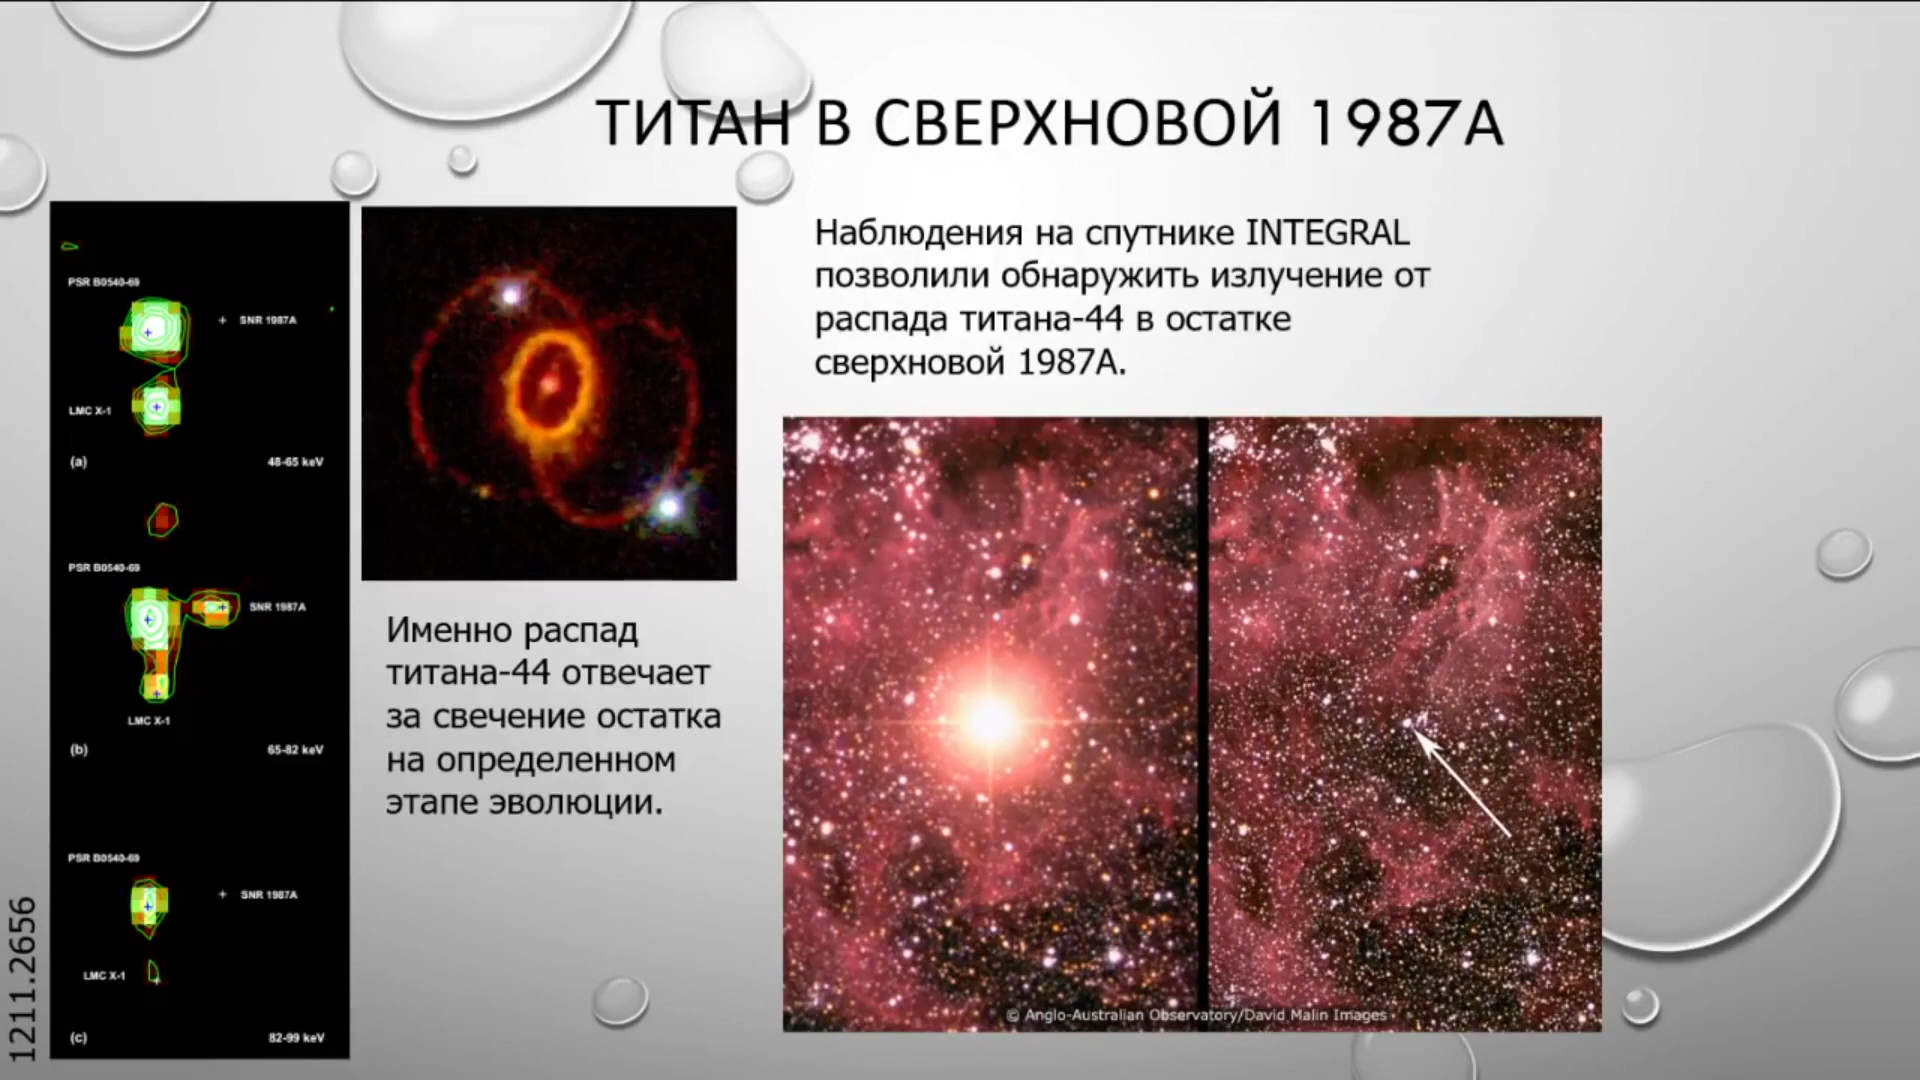 ТИТАН В СВЕРХНОВОЙ 1987А
PSR B0540-69
SNR 1987A
LMC X-1
(a)
48-65 keV
PSR B0540-69
SNR 1987A
LMC X-1
(b)
65-82 keV
PSR B0540-69
SNR 1987A
LMC X-1
(c)
82-99 keV
1211.2656
Именно распад
титана-44 отвечает
за свечение остатка
на определенном
этапе эволюции.
Наблюдения на спутнике INTEGRAL
позволили обнаружить излучение от
распада титана-44 в остатке
сверхновой 1987А.
© Anglo-Australian Observatory/David Malin Images